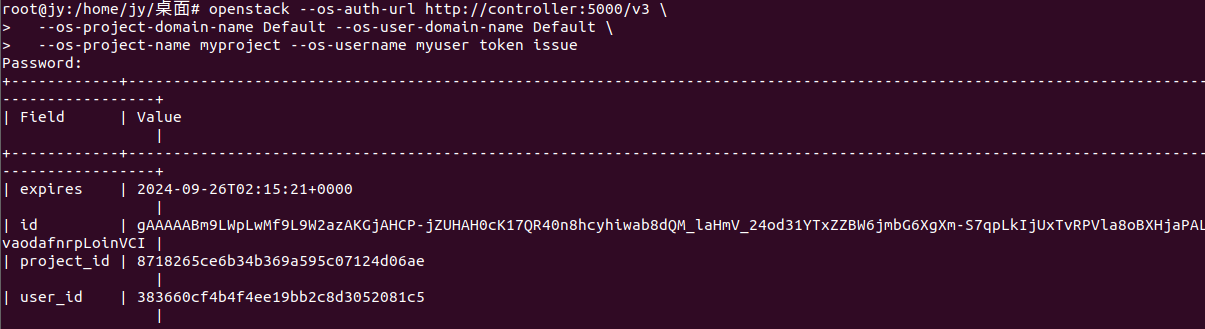 root@jy:/home/jy/桌面# openstack --os-auth-url http://controller:5000/v3 \
>   --os-project-domain-name Default --os-user-domain-name Default \
>   --os-project-name myproject --os-username myuser token issue
Password:
+------------+------------------------------------------------------------------------------------------------------------------------
-----------------+
| Field      | Value
                 |
+------------+------------------------------------------------------------------------------------------------------------------------
-----------------+
| expires    | 2024-09-26T02:15:21+0000
                 |
| id         | gAAAAABm9LWpLwMf9L9W2azAKGjAHCP-jZUHAH0cK17QR40n8hcyhiwab8dQM_laHmV_24od31YTxZZBW6jmbG6XgXm-S7qpLkIjUxTvRPVla8oBXHjaPAL
vaodafnrpLoinVCI |
| project_id | 8718265ce6b34b369a595c07124d06ae
                 |
| user_id    | 383660cf4b4f4ee19bb2c8d3052081c5
                 |